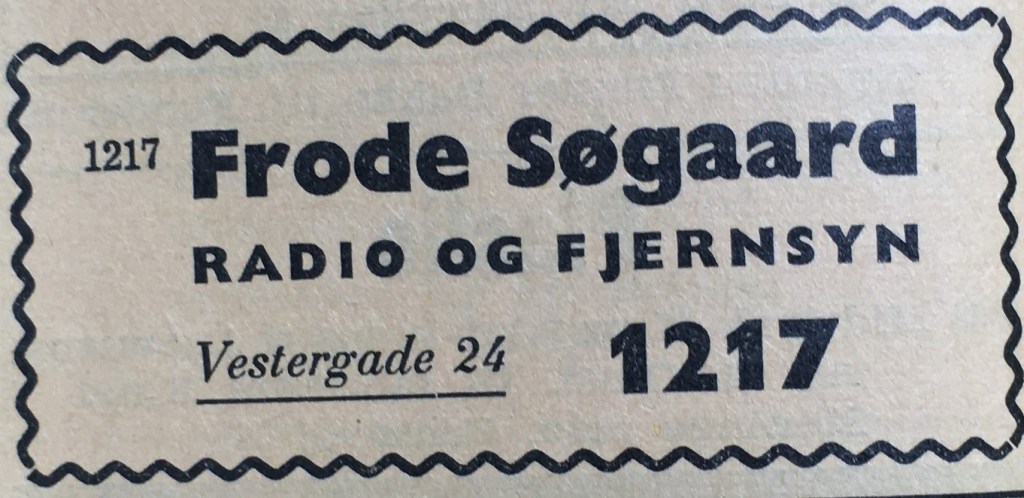 1217 Frode Søgaard
RADIO OG FJERNSYN
Vestergade 24 1217